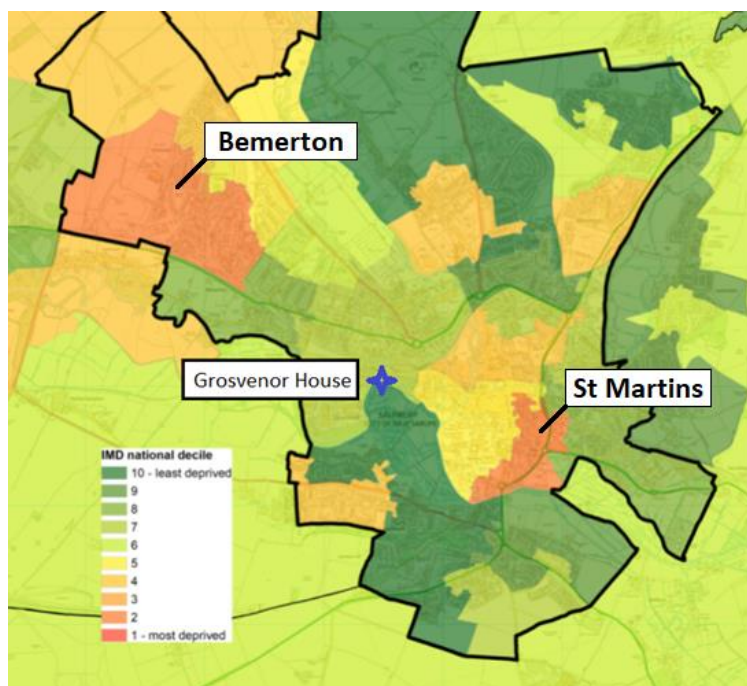 Bemerton
Grosvenor House
St Martins
IMD national decile
10 - least deprived
9
8
7
6
5
4
3
2
1 - most deprived